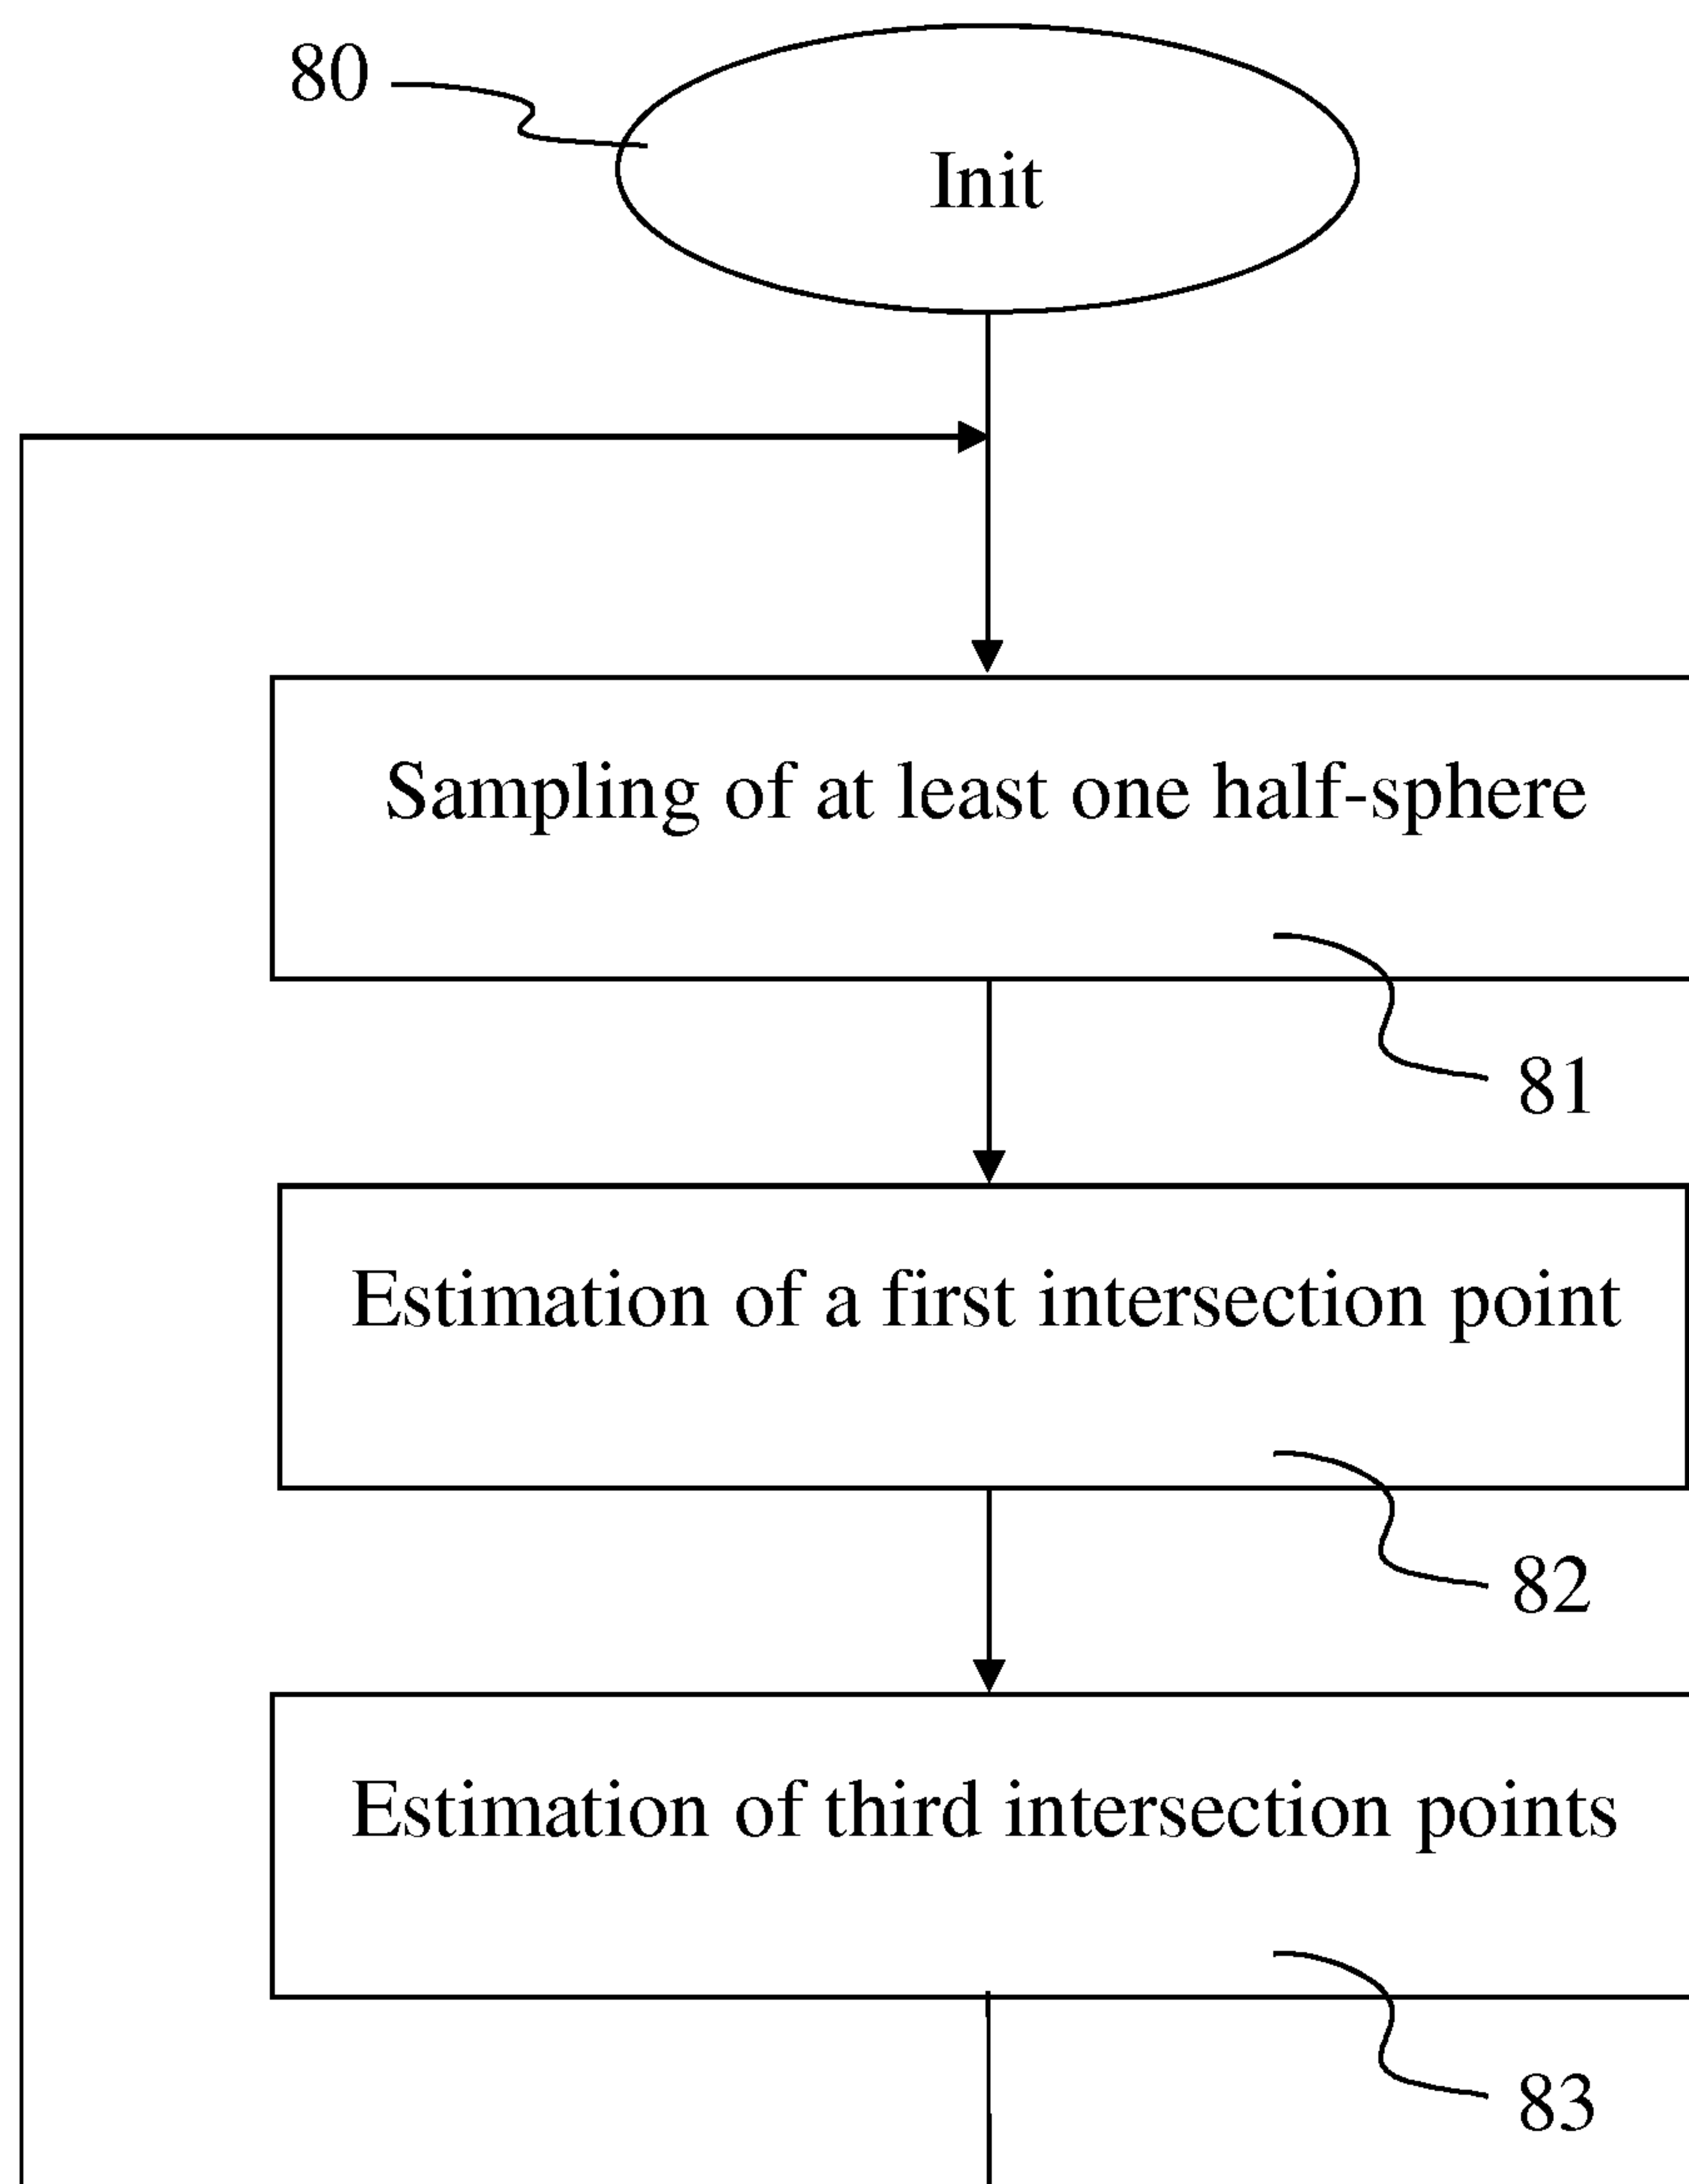 80
Init
Sampling of at least one half-sphere
81
Estimation of a first intersection point
82
Estimation of third intersection points
83